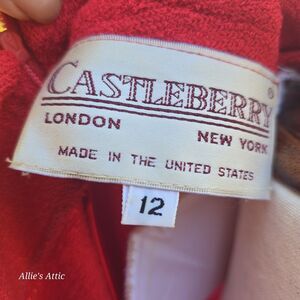 CASTLEBERRY ®
LONDON NEW YORK
MADE IN THE UNITED STATES
12
Allie's Attic